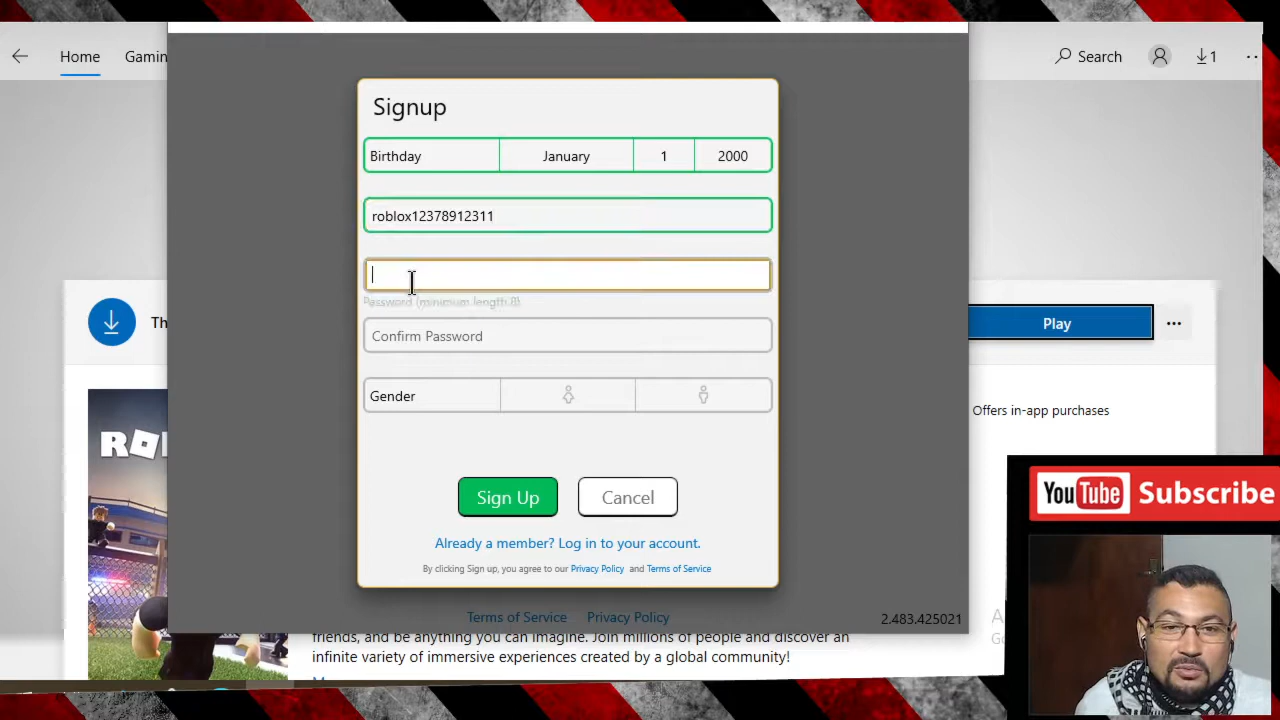 Home Gamin Search 1
Signup
Birthday January 1 2000
roblox12378912311
Password (minimum length 8)
Confirm Password
Gender
Th
Play
Offers in-app purchases
ROBL
Sign Up Cancel
Already a member? Log in to your account.
By clicking Sign up, you agree to our Privacy Policy and Terms of Service
Terms of Service Privacy Policy 2.483.425021
friends, and be anything you can imagine. Join millions of people and discover an
infinite variety of immersive experiences created by a global community!
YouTube Subscribe